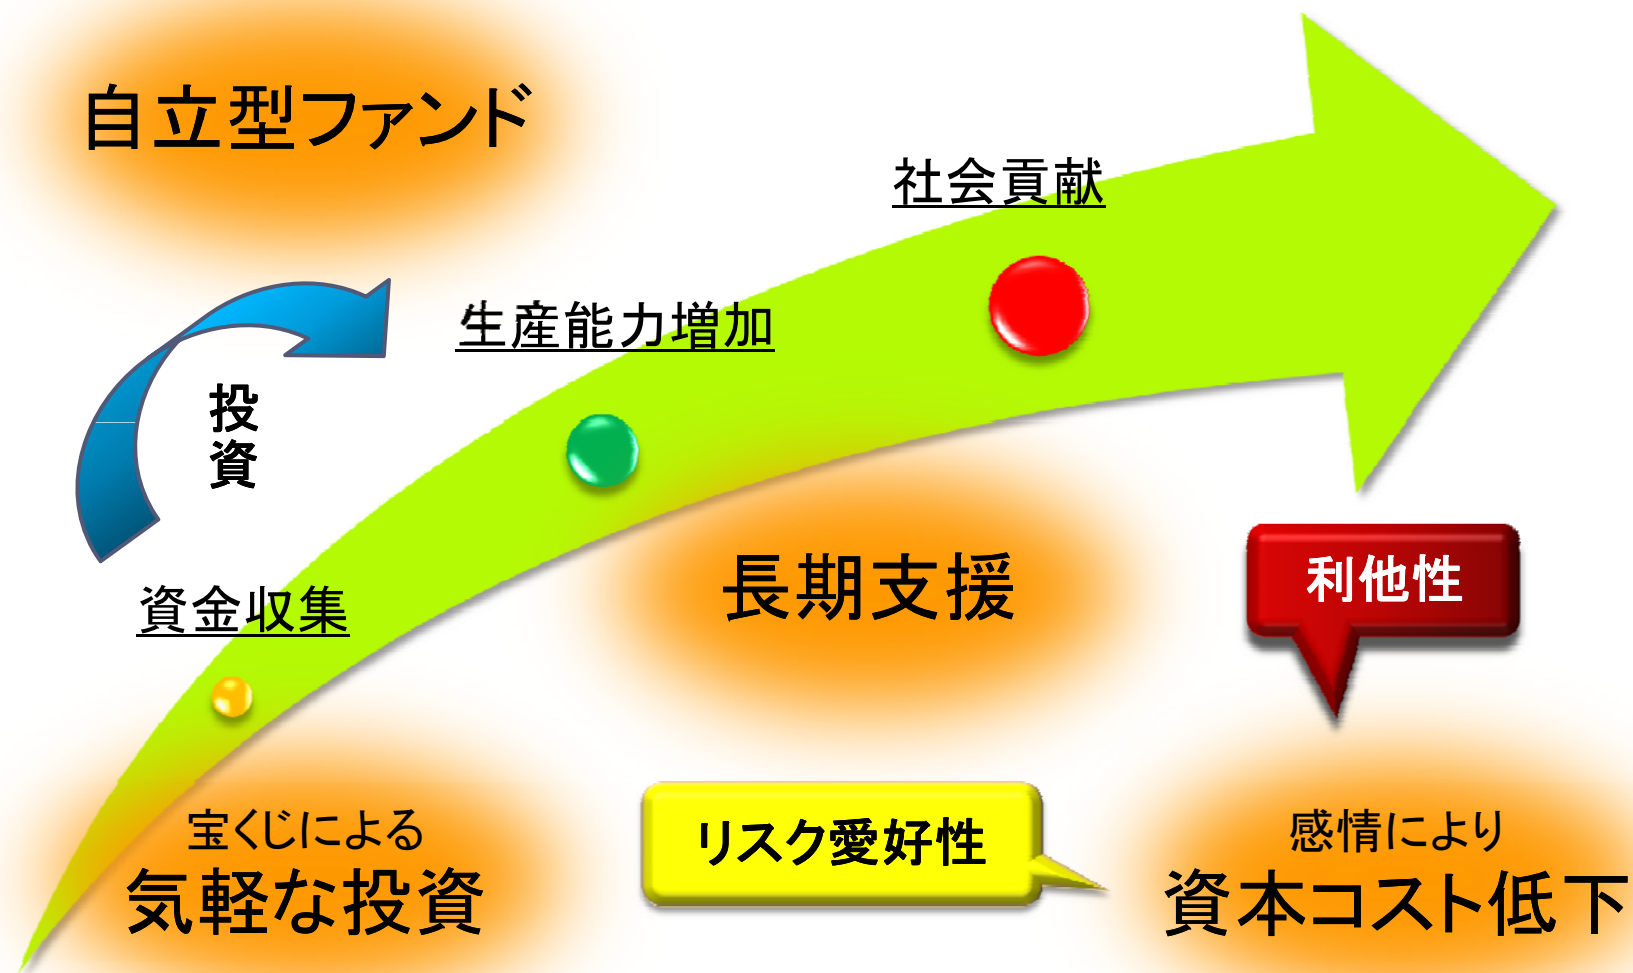 自立型ファンド
社会貢献
生産能力増加
投
資
資金収集
長期支援
利他性
宝くじによる
気軽な投資
リスク愛好性
感情により
資本コスト低下